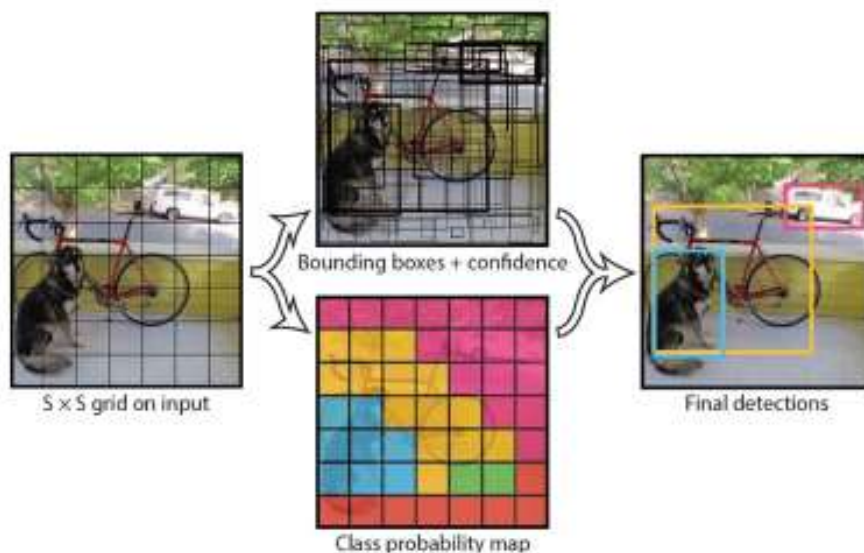 Bounding boxes + confidence
S × S grid on input
Final detections
Class probability map